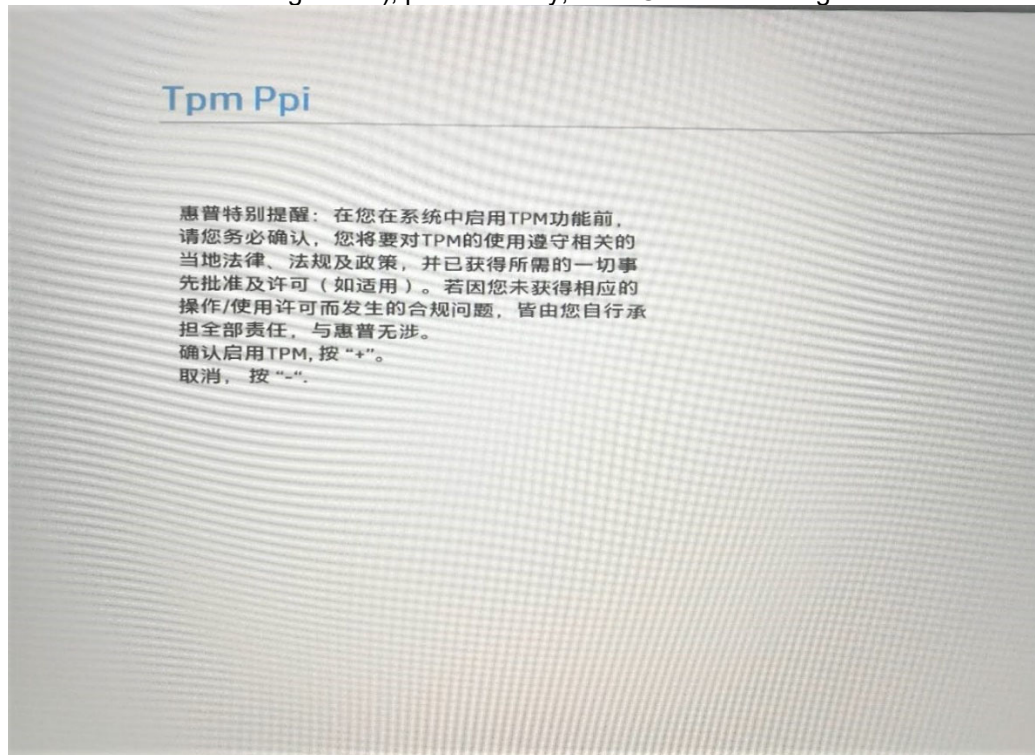 Tpm Ppi
惠普特别提醒：在您在系统中启用TPM功能前，
请您务必确认，您将要对TPM的使用遵守相关的
当地法律、法规及政策，并已获得所需的一切事
先批准及许可（如适用）。若因您未获得相应的
操作/使用许可而发生的合规问题，皆由您自行承
担全部责任，与惠普无涉。
确认启用TPM, 按 “+”。
取消， 按 “-“.